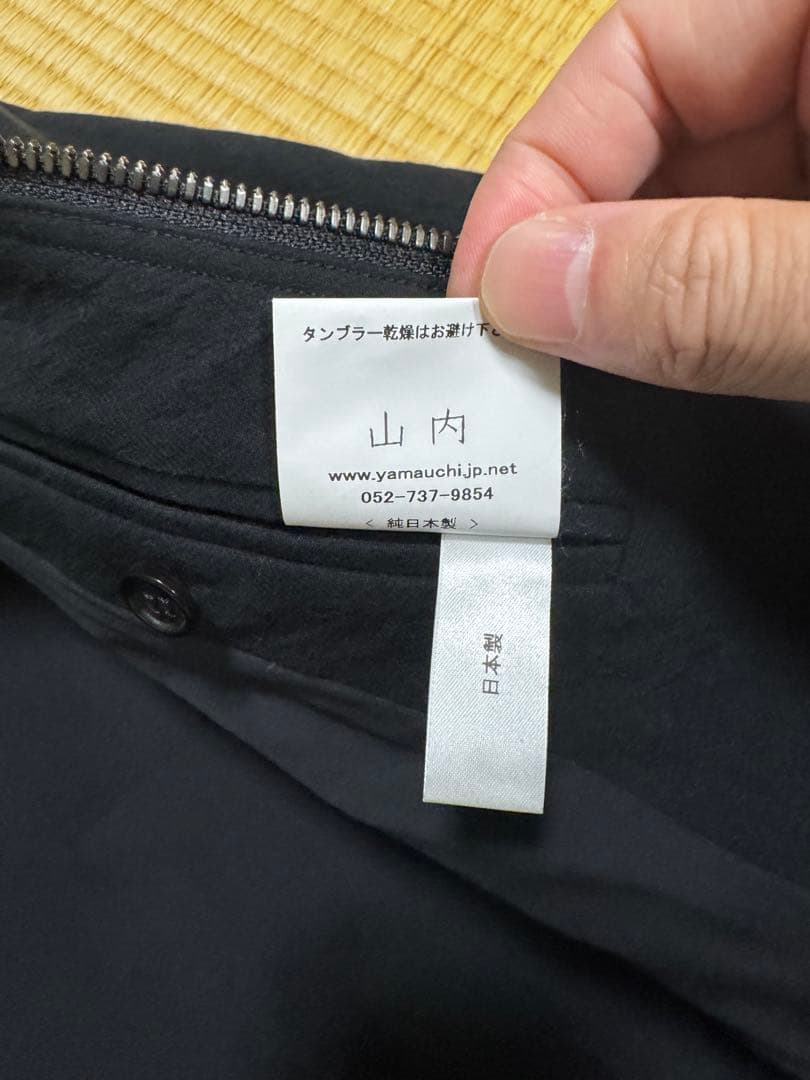 タンブラー乾燥はお避け下さ
山内
www.yamauchi.jp.net
052-737-9854
< 純日本製 >
日本製